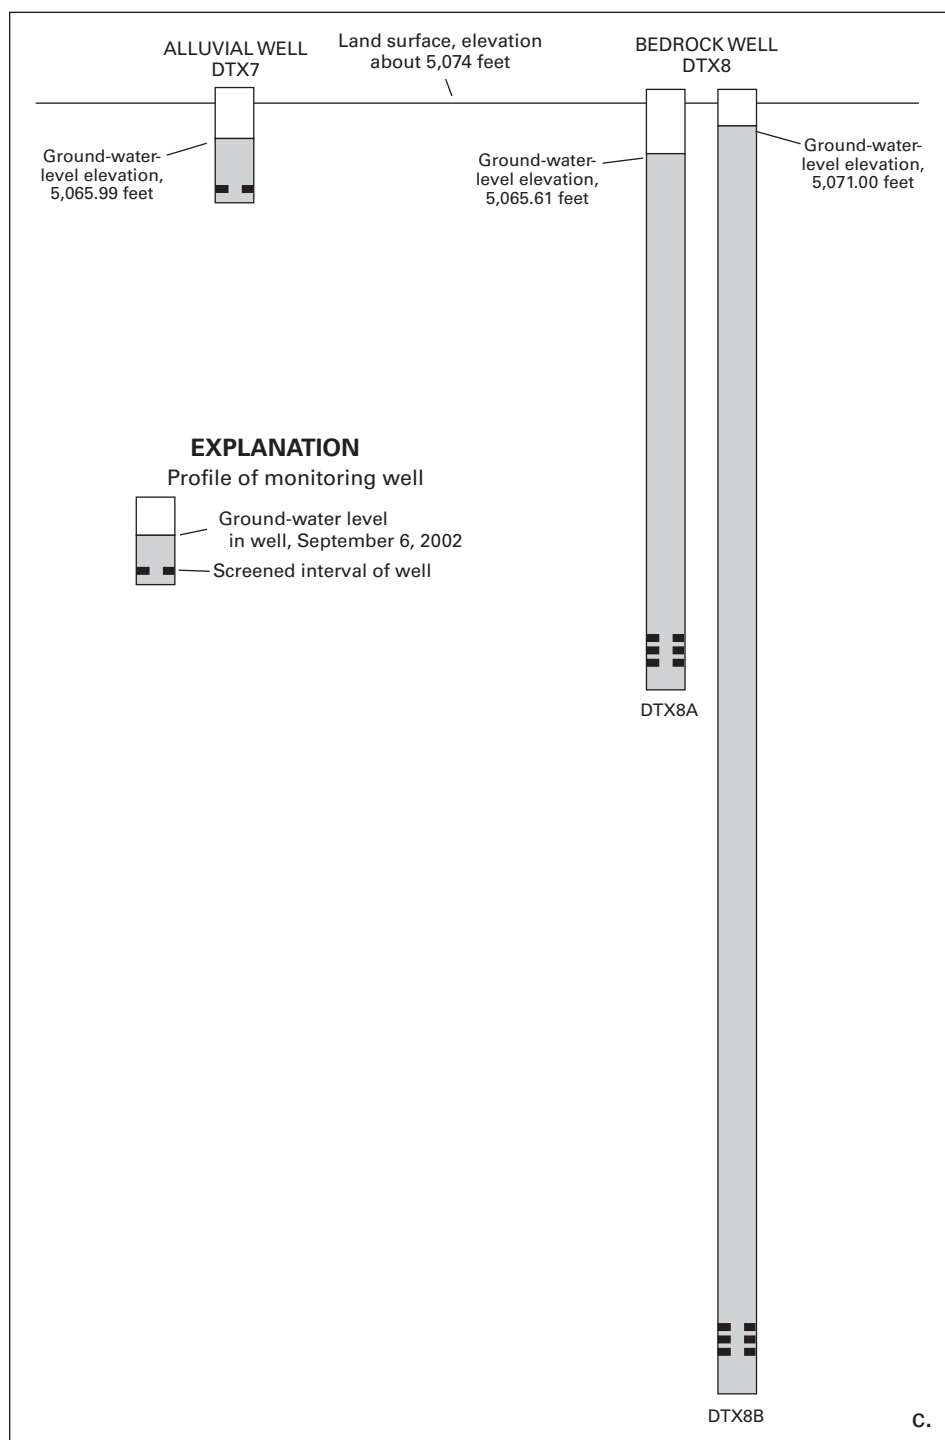 ALLUVIAL WELL
DTX7
Land surface, elevation
about 5,074 feet
BEDROCK WELL
DTX8
Ground-water-
level elevation,
5,065.99 feet
Ground-water-
level elevation,
5,065.61 feet
Ground-water-
level elevation,
5,071.00 feet
EXPLANATION
Profile of monitoring well
Ground-water level
in well, September 6, 2002
Screened interval of well
DTX8A
DTX8B
C.